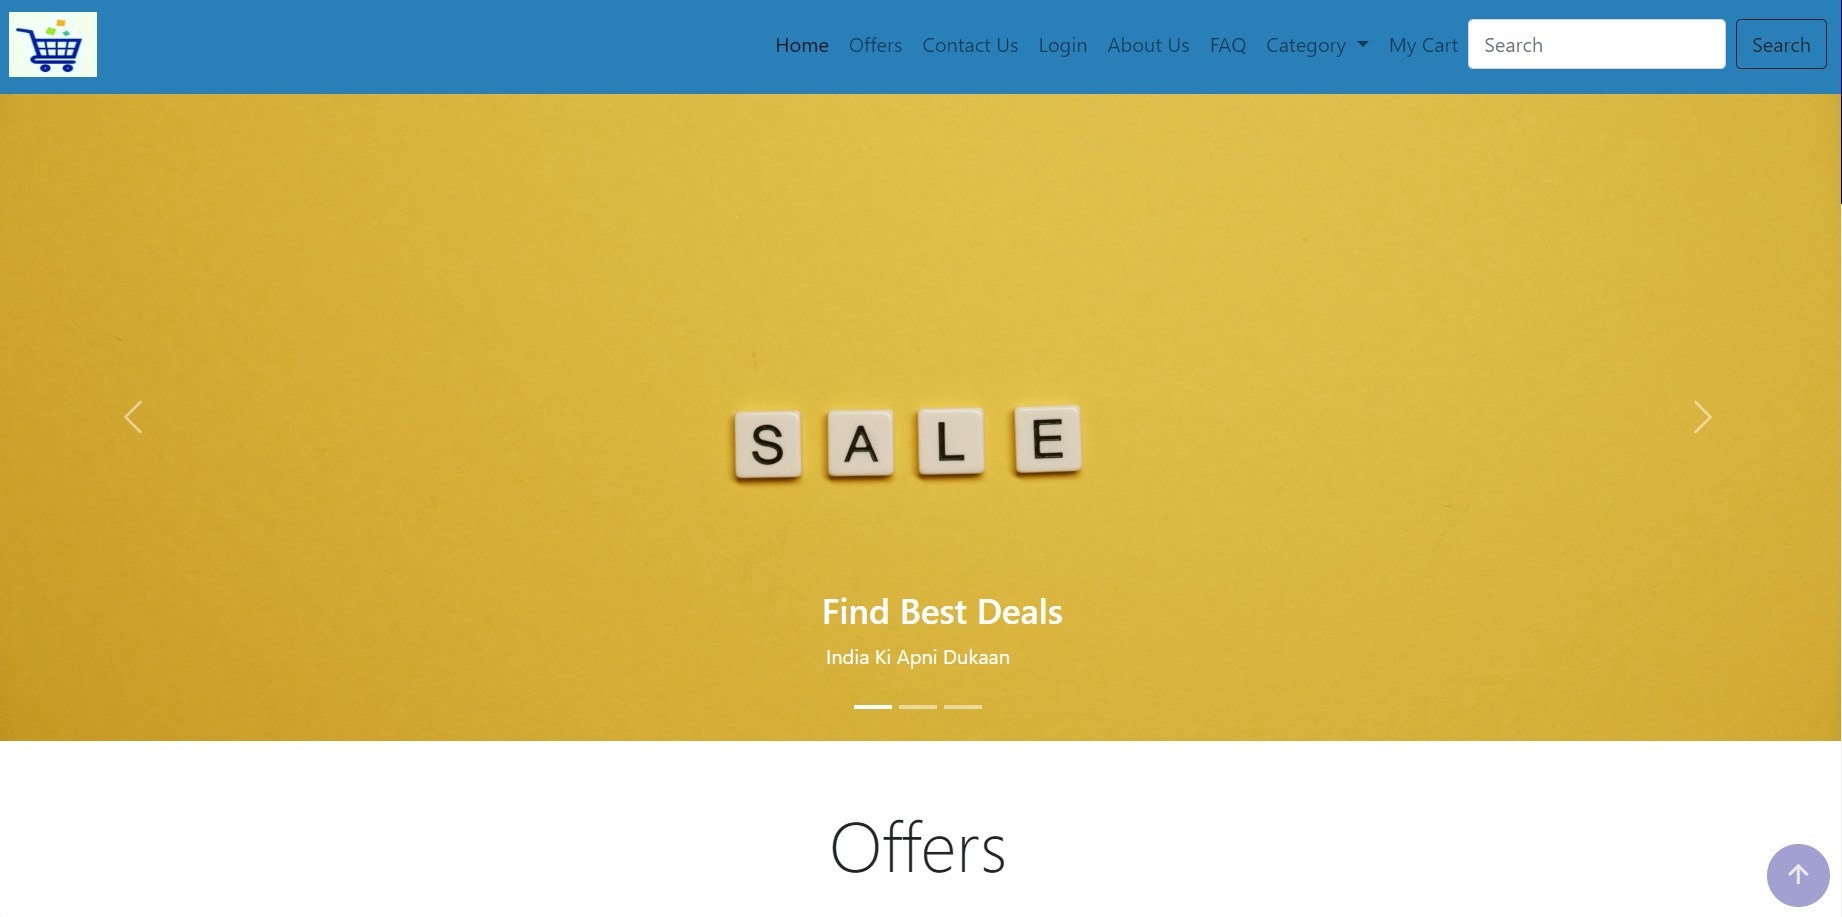 Home Offers Contact Us Login About Us FAQ Category My Cart Search Search
SALE
Find Best Deals
India Ki Apni Dukaan
Offers